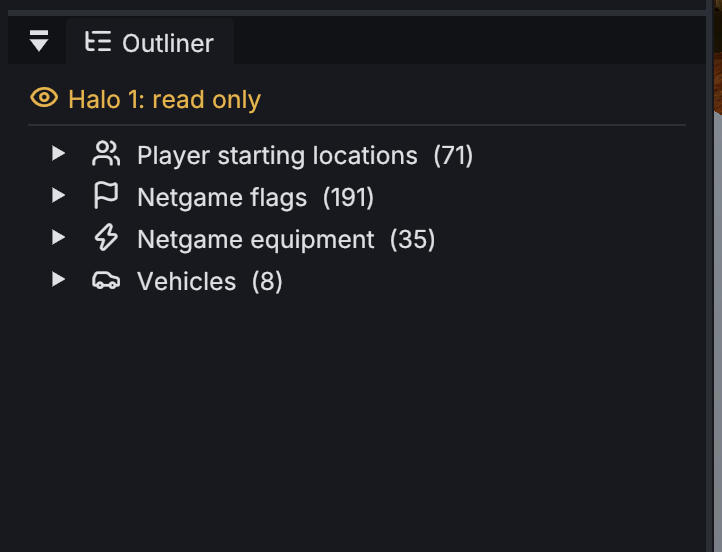 Outliner
Halo 1: read only
Player starting locations (71)
Netgame flags (191)
Netgame equipment (35)
Vehicles (8)